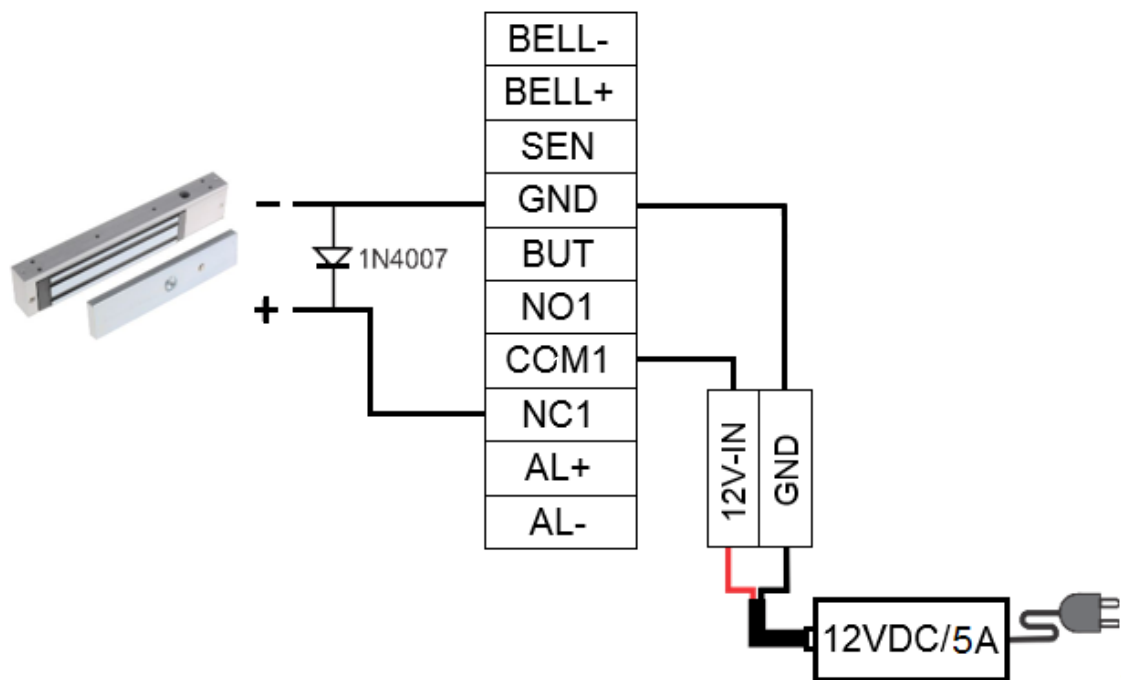 BELL-
BELL+
SEN
GND
BUT
NO1
COM1
NC1
AL+
AL-
-
+
1N4007
12V-IN
GND
12VDC/5A